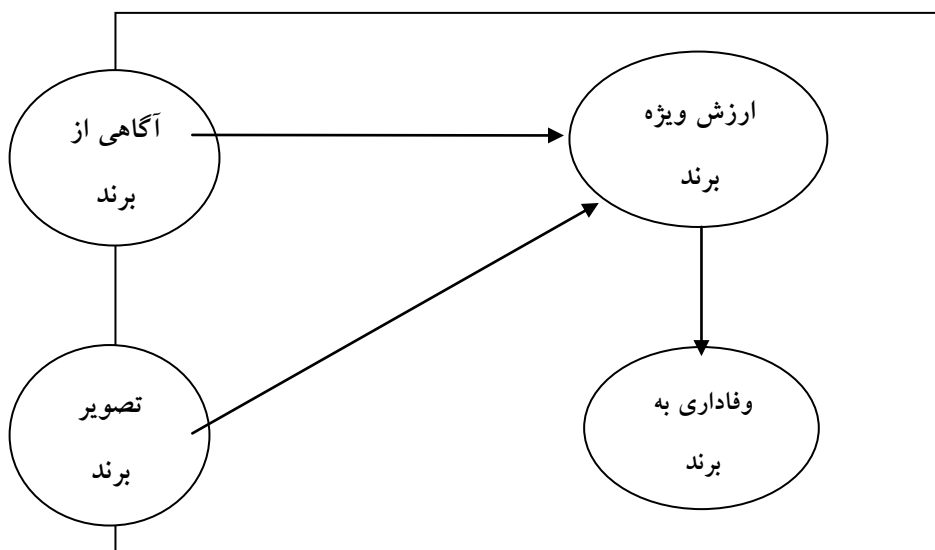 ارزش ویژه
برند
آگاهی از
برند
وفاداری به
برند
تصویر
برند